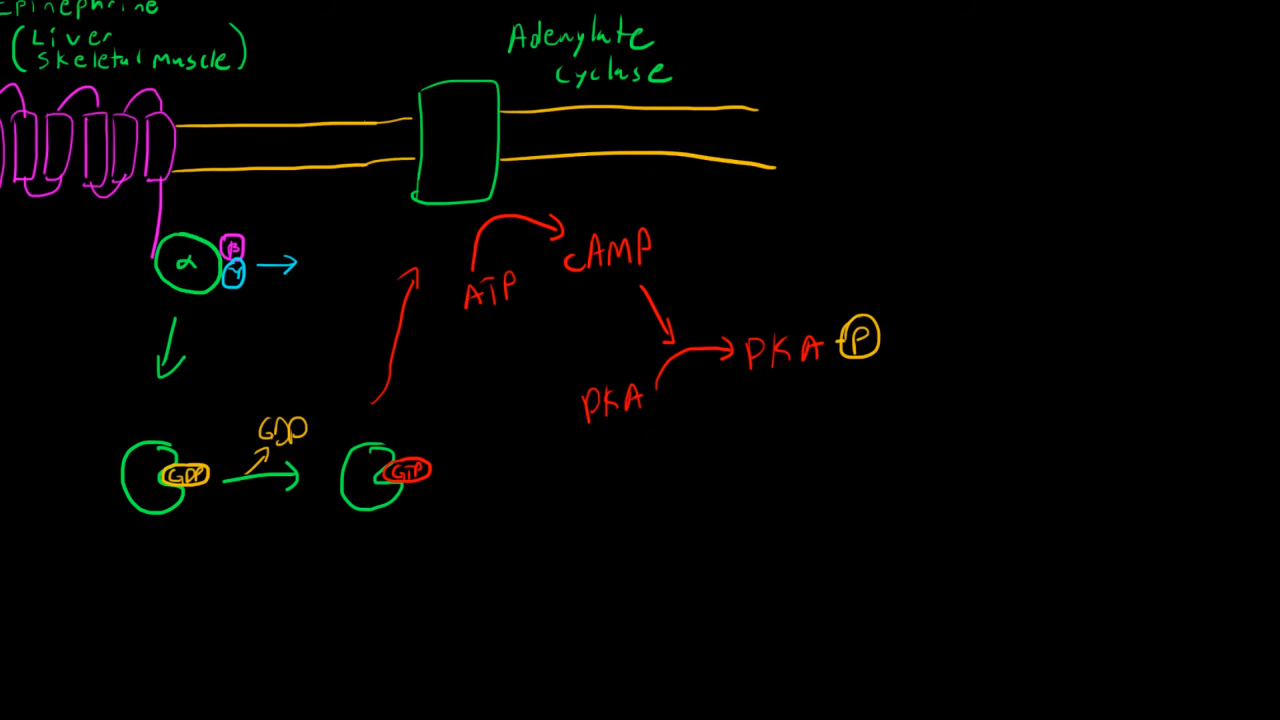 Epinephrine
(Liver
Skeletal Muscle)
Adenylate
cyclase
α
β
γ
ATP
cAMP
PKA
PKA
P
GDP
GDP
GTP